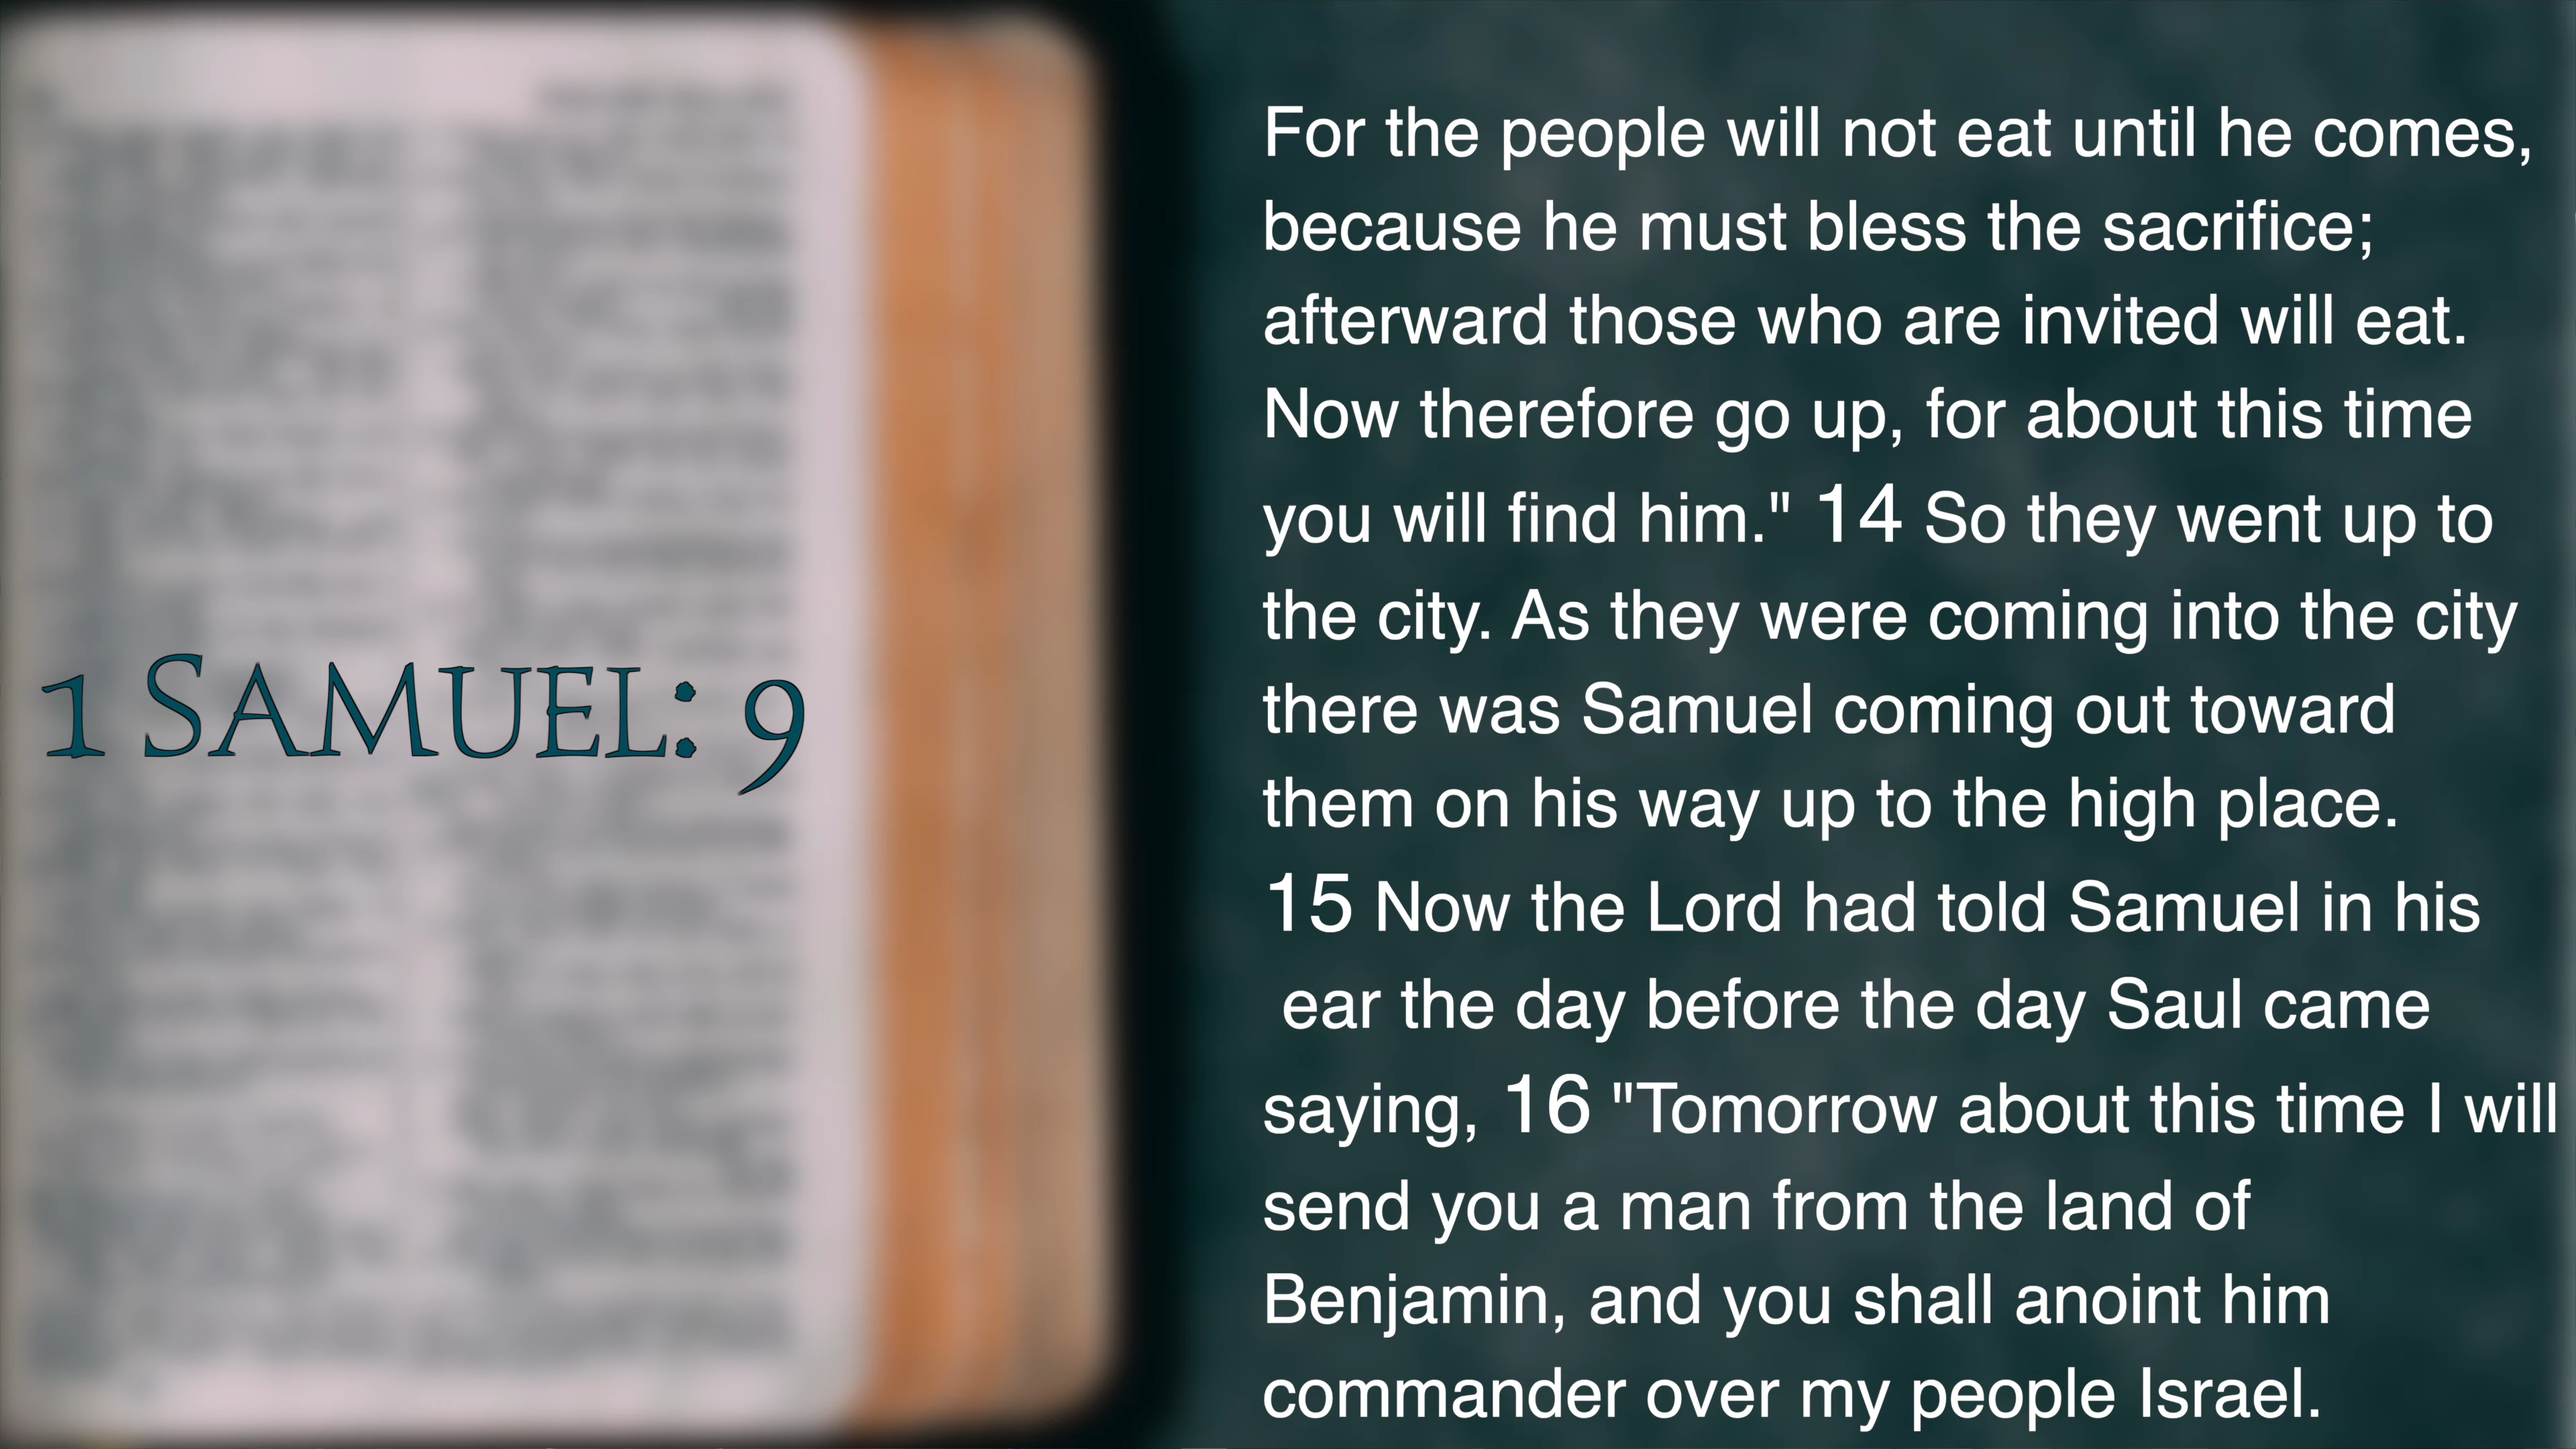 1 Samuel: 9
For the people will not eat until he comes,
because he must bless the sacrifice;
afterward those who are invited will eat.
Now therefore go up, for about this time
you will find him." 14 So they went up to
the city. As they were coming into the city
there was Samuel coming out toward
them on his way up to the high place.
15 Now the Lord had told Samuel in his
ear the day before the day Saul came
saying, 16 "Tomorrow about this time I will
send you a man from the land of
Benjamin, and you shall anoint him
commander over my people Israel.